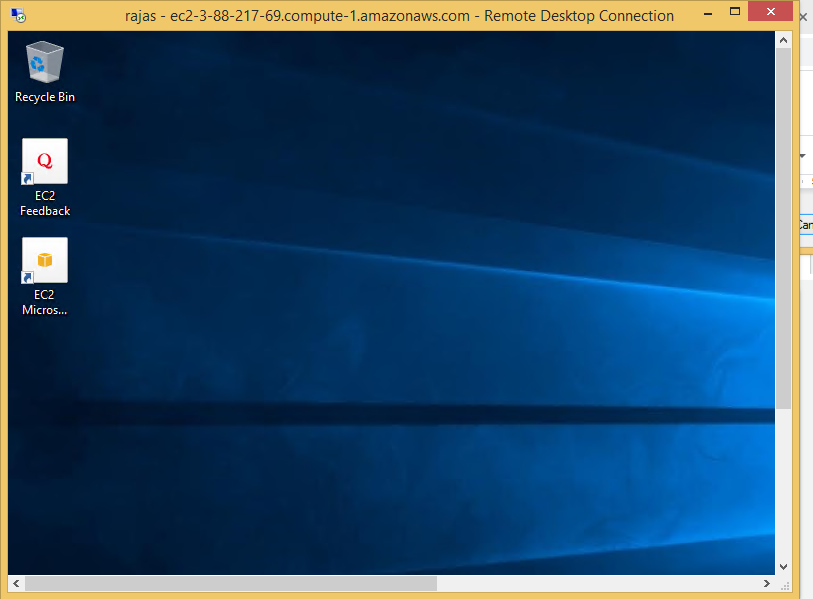 rajas - ec2-3-88-217-69.compute-1.amazonaws.com - Remote Desktop Connection
Recycle Bin
Q
EC2
Feedback
EC2
Micros...
Can